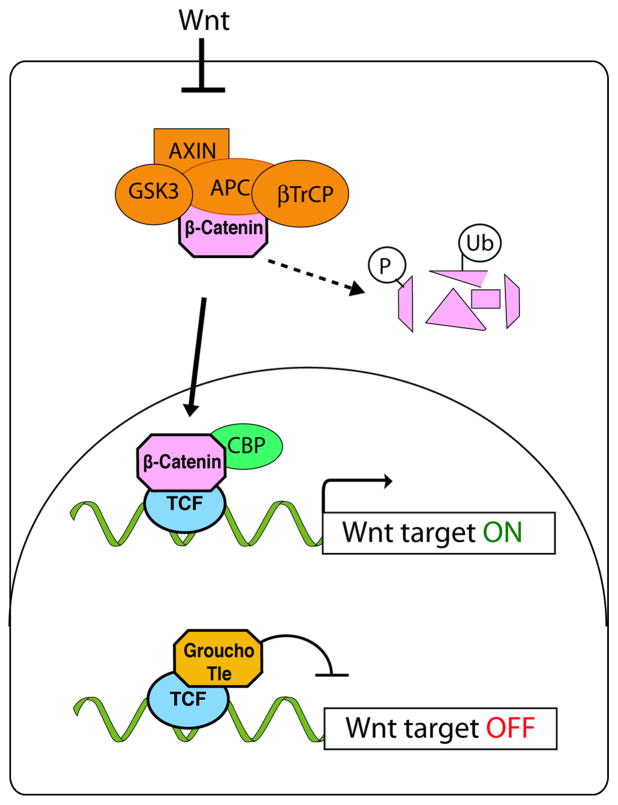 Wnt
AXIN
GSK3
APC
βTrCP
β-Catenin
Ub
P
β-Catenin
CBP
TCF
Wnt target ON
Groucho
Tle
TCF
Wnt target OFF